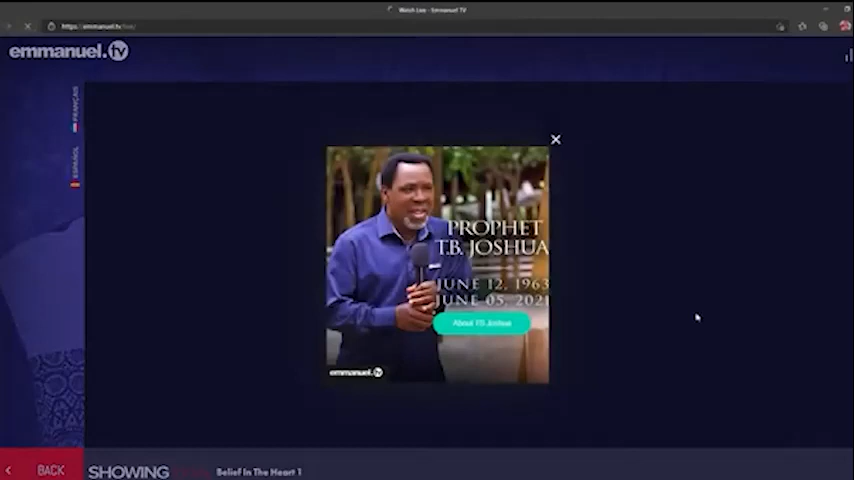 Watch Live - Emmanuel TV
https://emmanuel.tv/live/
emmanuel.tv
FRANÇAIS
ESPAÑOL
PROPHET
T.B. JOSHUA
JUNE 12, 1963
JUNE 05, 2021
About TB Joshua
emmanuel.tv
BACK
SHOWING
Belief In The Heart 1